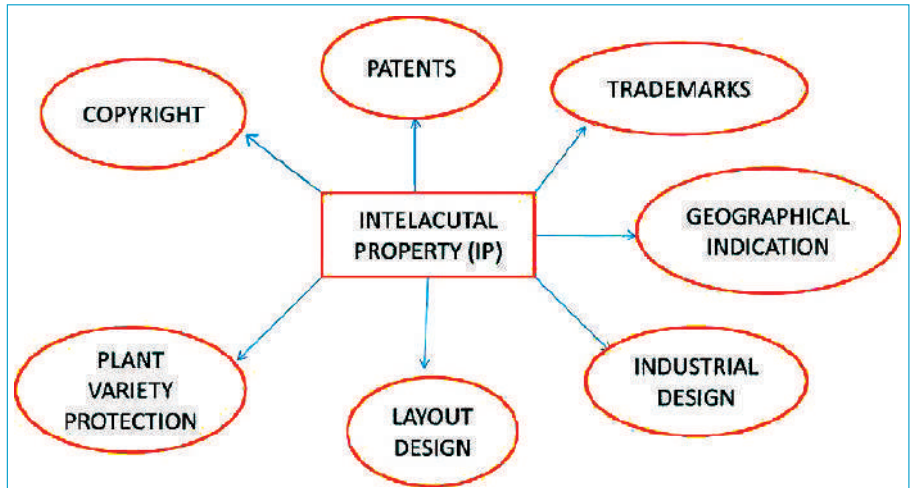 PATENTS
TRADEMARKS
COPYRIGHT
INTELACUTAL
PROPERTY (IP)
GEOGRAPHICAL
INDICATION
PLANT
VARIETY
PROTECTION
LAYOUT
DESIGN
INDUSTRIAL
DESIGN